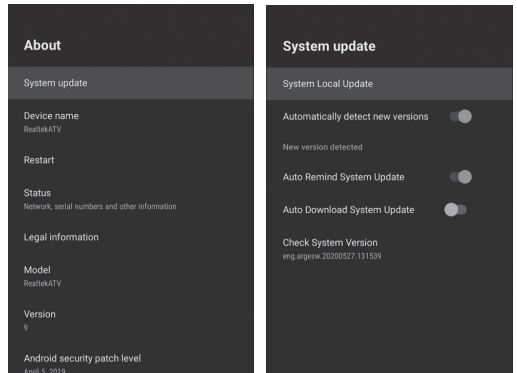 About
System update
Device name
RealtekATV
Restart
Status
Network, serial numbers and other information
Legal information
Model
RealtekATV
Version
9
Android security patch level
April 5, 2019
System update
System Local Update
Automatically detect new versions
New version detected
Auto Remind System Update
Auto Download System Update
Check System Version
eng.argesw.20200527.131539